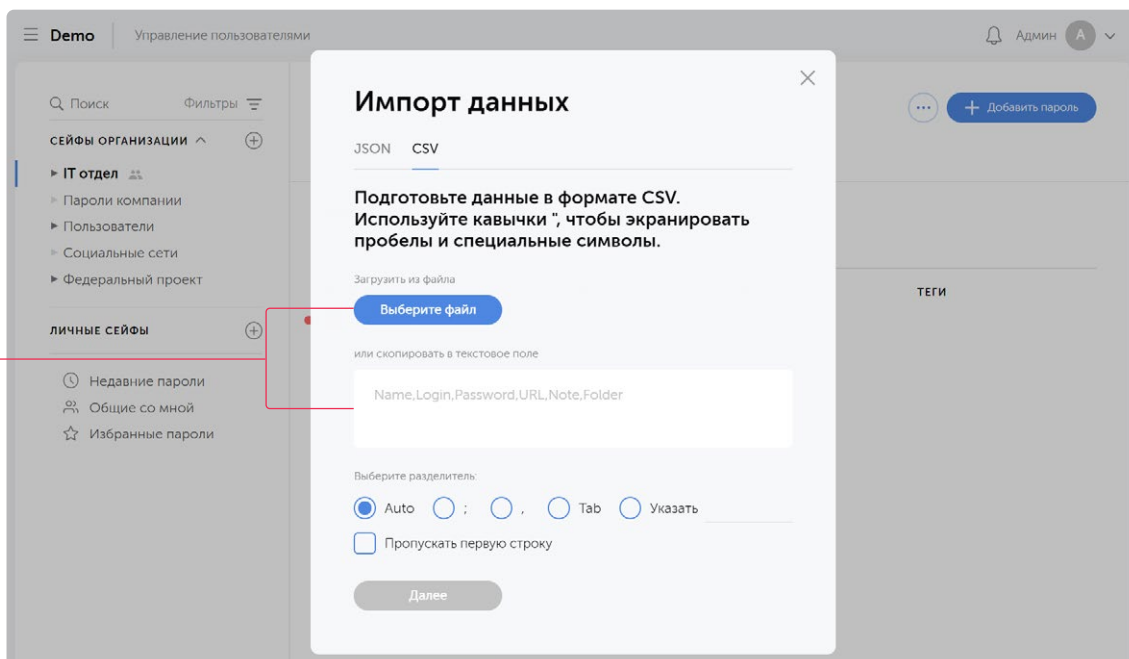 Demo
Управление пользователями
Админ
А
Поиск
Фильтры
СЕЙФЫ ОРГАНИЗАЦИИ
IT отдел
Пароли компании
Пользователи
Социальные сети
Федеральный проект
ЛИЧНЫЕ СЕЙФЫ
Недавние пароли
Общие со мной
Избранные пароли
Импорт данных
JSON CSV
Подготовьте данные в формате CSV.
Используйте кавычки ", чтобы экранировать
пробелы и специальные символы.
Загрузить из файла
Выберите файл
или скопировать в текстовое поле
Name,Login,Password,URL,Note,Folder
Выберите разделитель:
Auto ; , Tab Указать
Пропускать первую строку
Далее
Добавить пароль
ТЕГИ